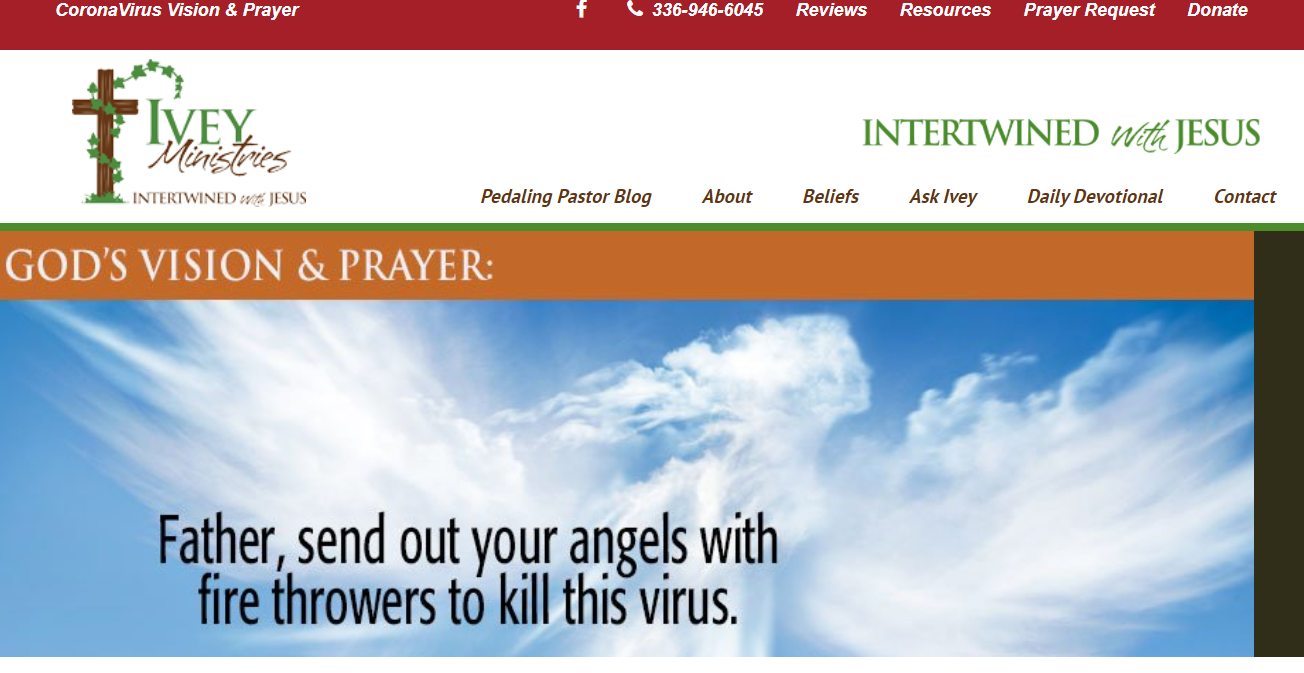 CoronaVirus Vision & Prayer 336-946-6045 Reviews Resources Prayer Request Donate
IVEY
Ministries
INTERTWINED with JESUS
INTERTWINED with JESUS
Pedaling Pastor Blog About Beliefs Ask Ivey Daily Devotional Contact
GOD'S VISION & PRAYER:
Father, send out your angels with
fire throwers to kill this virus.